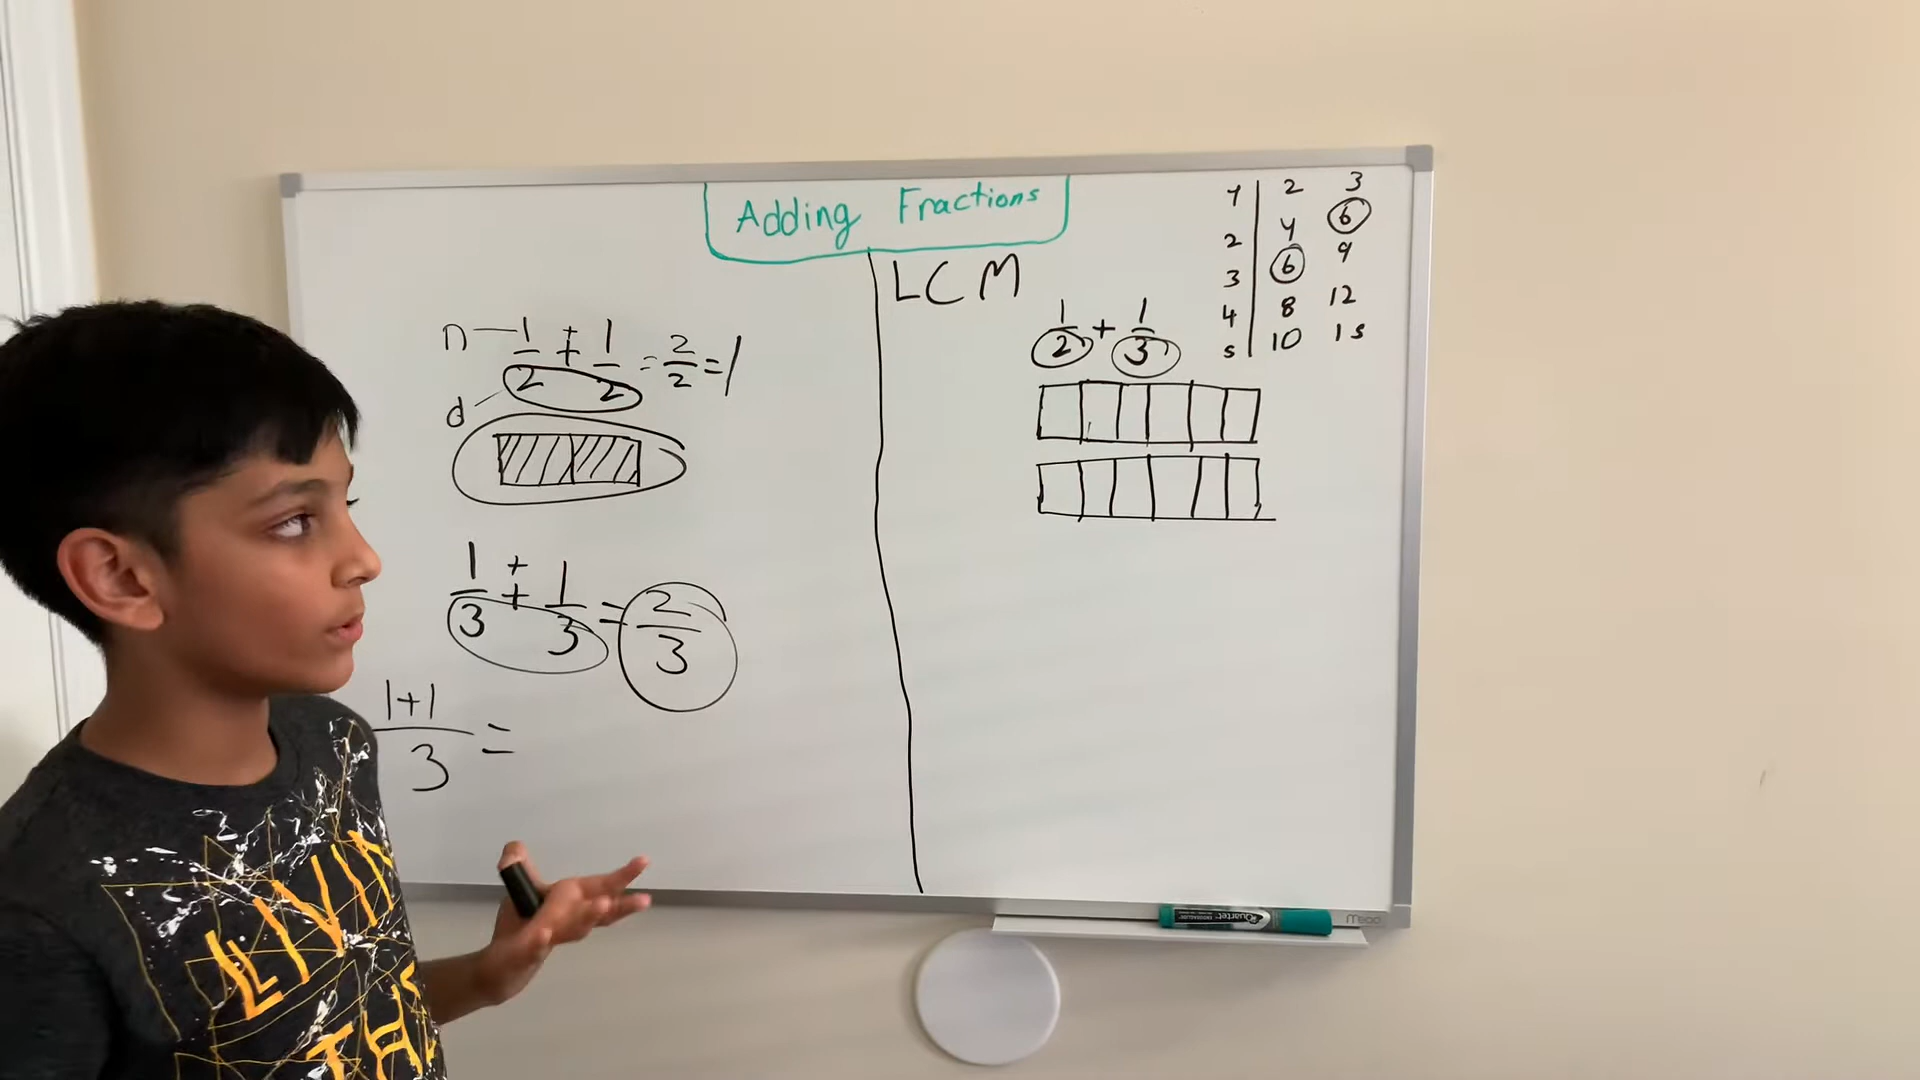 Adding Fractions
n — 1/2 + 1/2 = 2/2 = 1
d
1/3 + 1/3 = 2/3
1+1/3 =
LCM
1/2 + 1/3
1 2 3
2 4 6
3 6 9
4 8 12
5 10 15
LIVIN
THE
Quartet